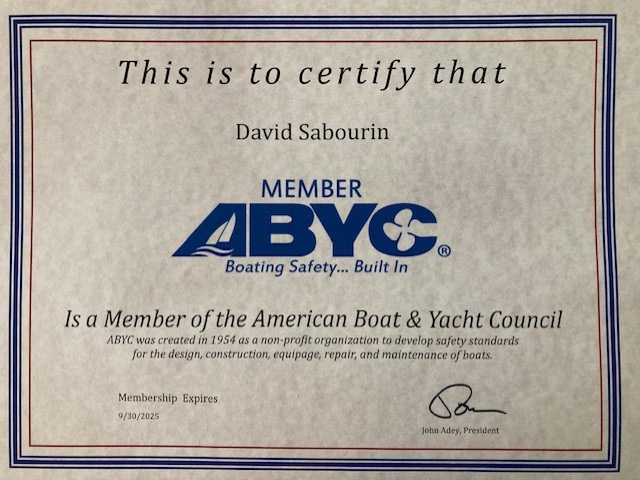 This is to certify that
David Sabourin
MEMBER
ABYC®
Boating Safety... Built In
Is a Member of the American Boat & Yacht Council
ABYC was created in 1954 as a non-profit organization to develop safety standards
for the design, construction, equipage, repair, and maintenance of boats.
Membership Expires
9/30/2025
John Adey, President